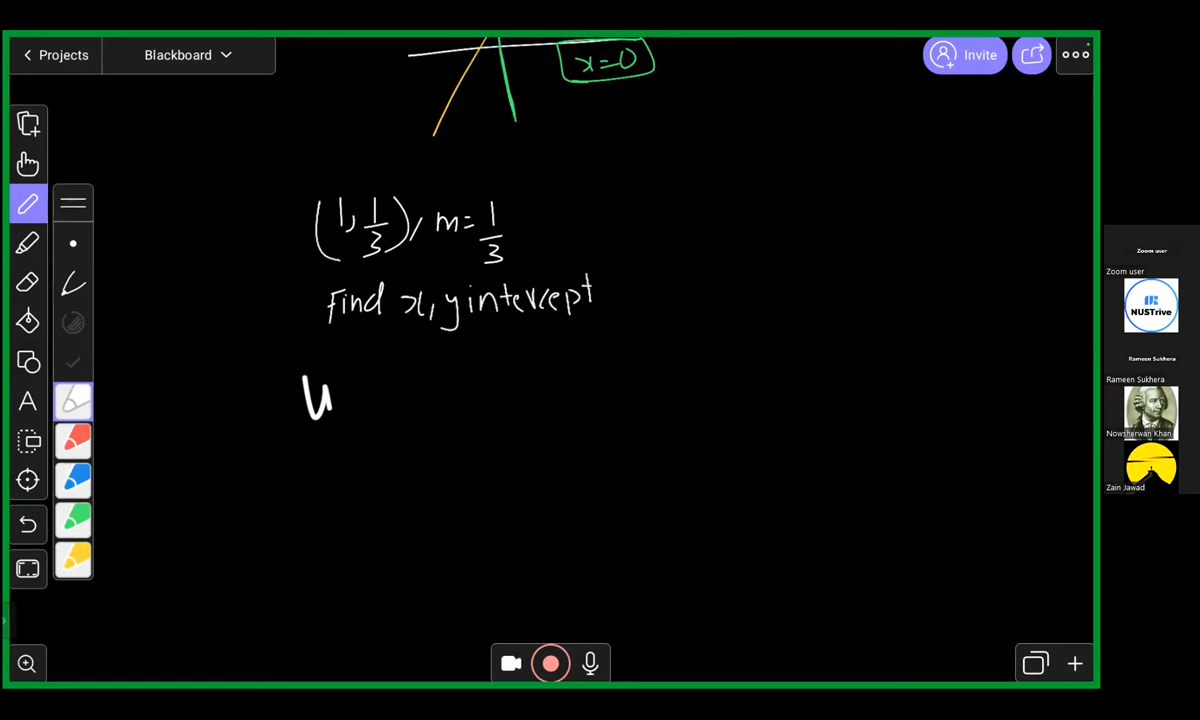 Projects
Blackboard
Invite
x=0
(1, 1/3), m= 1/3
Find x, y intercept
A
Zoom user
Zoom user
NUSTrive
Rameen Sukhera
Rameen Sukhera
Nowsherwan Khan
Zain Jawad